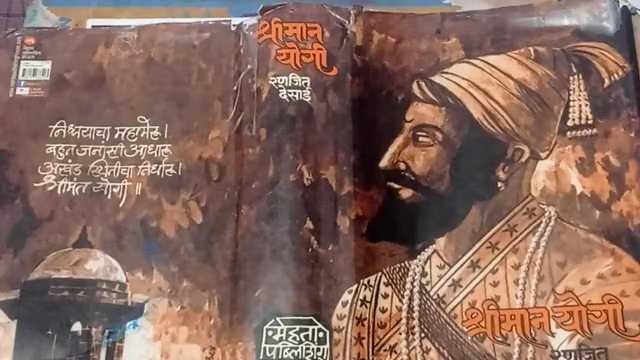 निश्चयाचा महामेरू।
बहुत जनांसी आधारू
अखंड स्थितीचा निर्धारू।
श्रीमंत योगी॥
श्रीमान
योगी
रणजित
देसाई
मेहता
पब्लिशिंग
श्रीमान योगी
रणजित